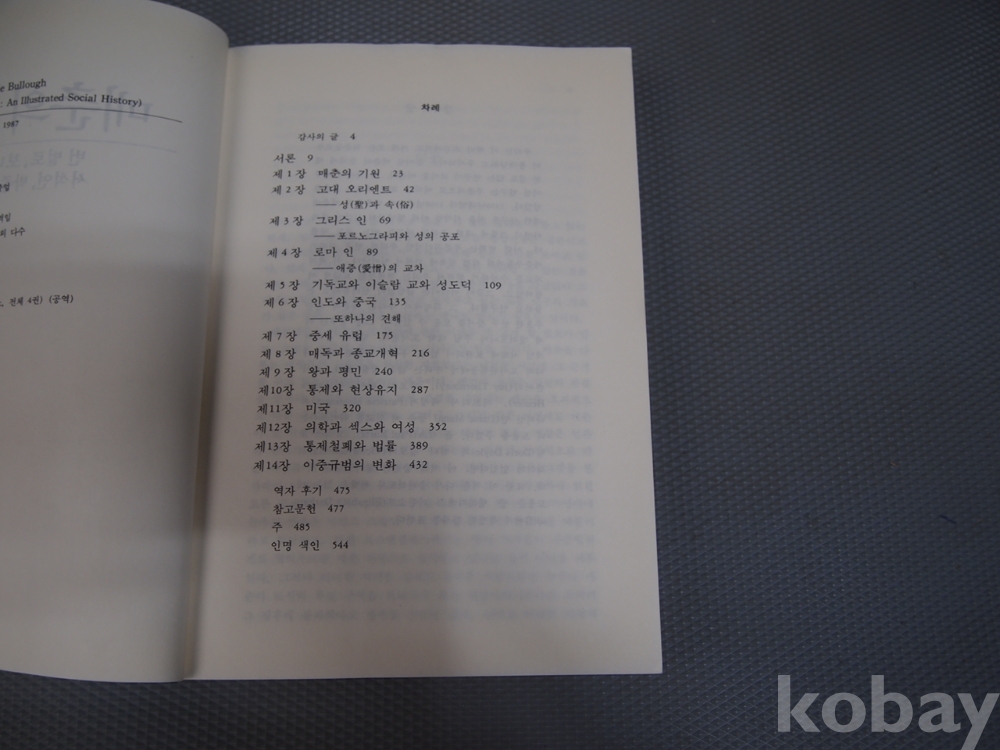 e Bullough
: An Illustrated Social History)
1987
역임
의 다수
전체 4권) (공역)
차례
감사의 글 4
서론 9
제 1 장 매춘의 기원 23
제 2 장 고대 오리엔트 42
——성(聖)과 속(俗)
제 3 장 그리스 인 69
——포르노그라피와 성의 공포
제 4 장 로마 인 89
——애증(愛憎)의 교차
제 5 장 기독교와 이슬람 교와 성도덕 109
제 6 장 인도와 중국 135
——또하나의 견해
제 7 장 중세 유럽 175
제 8 장 매독과 종교개혁 216
제 9 장 왕과 평민 240
제10장 통제와 현상유지 287
제11장 미국 320
제12장 의학과 섹스와 여성 352
제13장 통제철폐와 법률 389
제14장 이중규범의 변화 432
역자 후기 475
참고문헌 477
주 485
인명 색인 544
kobay